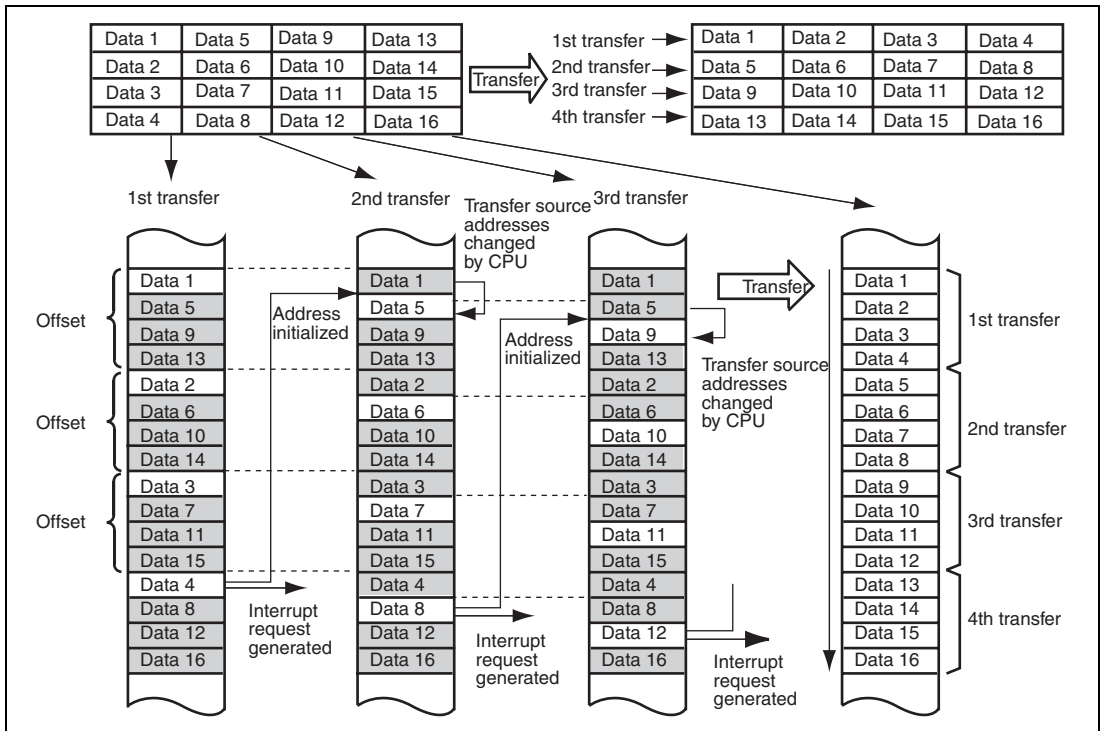 Data 1 Data 5 Data 9 Data 13
Data 2 Data 6 Data 10 Data 14
Data 3 Data 7 Data 11 Data 15
Data 4 Data 8 Data 12 Data 16
Transfer
1st transfer Data 1 Data 2 Data 3 Data 4
2nd transfer Data 5 Data 6 Data 7 Data 8
3rd transfer Data 9 Data 10 Data 11 Data 12
4th transfer Data 13 Data 14 Data 15 Data 16
1st transfer
Data 1
Data 5
Data 9
Data 13
Data 2
Data 6
Data 10
Data 14
Data 3
Data 7
Data 11
Data 15
Data 4
Data 8
Data 12
Data 16
Offset
Offset
Offset
Address
initialized
Interrupt
request
generated
2nd transfer
Transfer source
addresses
changed
by CPU
Data 1
Data 5
Data 9
Data 13
Data 2
Data 6
Data 10
Data 14
Data 3
Data 7
Data 11
Data 15
Data 4
Data 8
Data 12
Data 16
Address
initialized
Interrupt
request
generated
3rd transfer
Data 1
Data 5
Data 9
Data 13
Data 2
Data 6
Data 10
Data 14
Data 3
Data 7
Data 11
Data 15
Data 4
Data 8
Data 12
Data 16
Transfer
Transfer source
addresses
changed
by CPU
Interrupt
request
generated
Data 1
Data 2
Data 3
Data 4
Data 5
Data 6
Data 7
Data 8
Data 9
Data 10
Data 11
Data 12
Data 13
Data 14
Data 15
Data 16
1st transfer
2nd transfer
3rd transfer
4th transfer